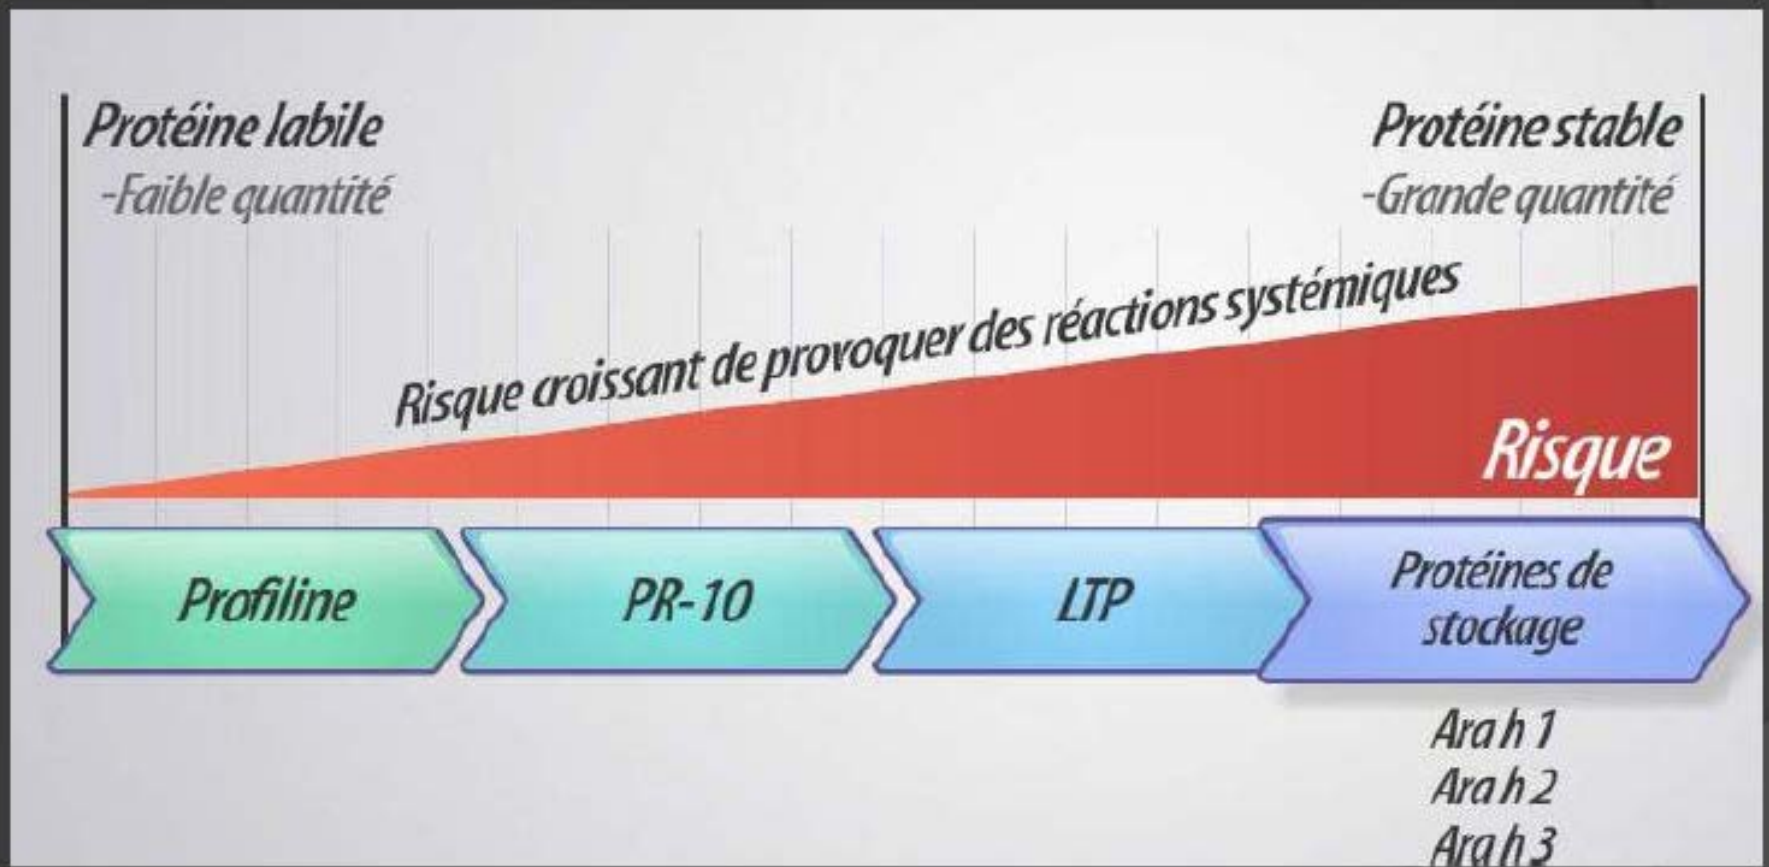 Protéine labile
-Faible quantité
Protéine stable
-Grande quantité
Risque croissant de provoquer des réactions systémiques
Risque
Profiline
PR-10
LTP
Protéines de
stockage
Ara h 1
Ara h 2
Ara h 3